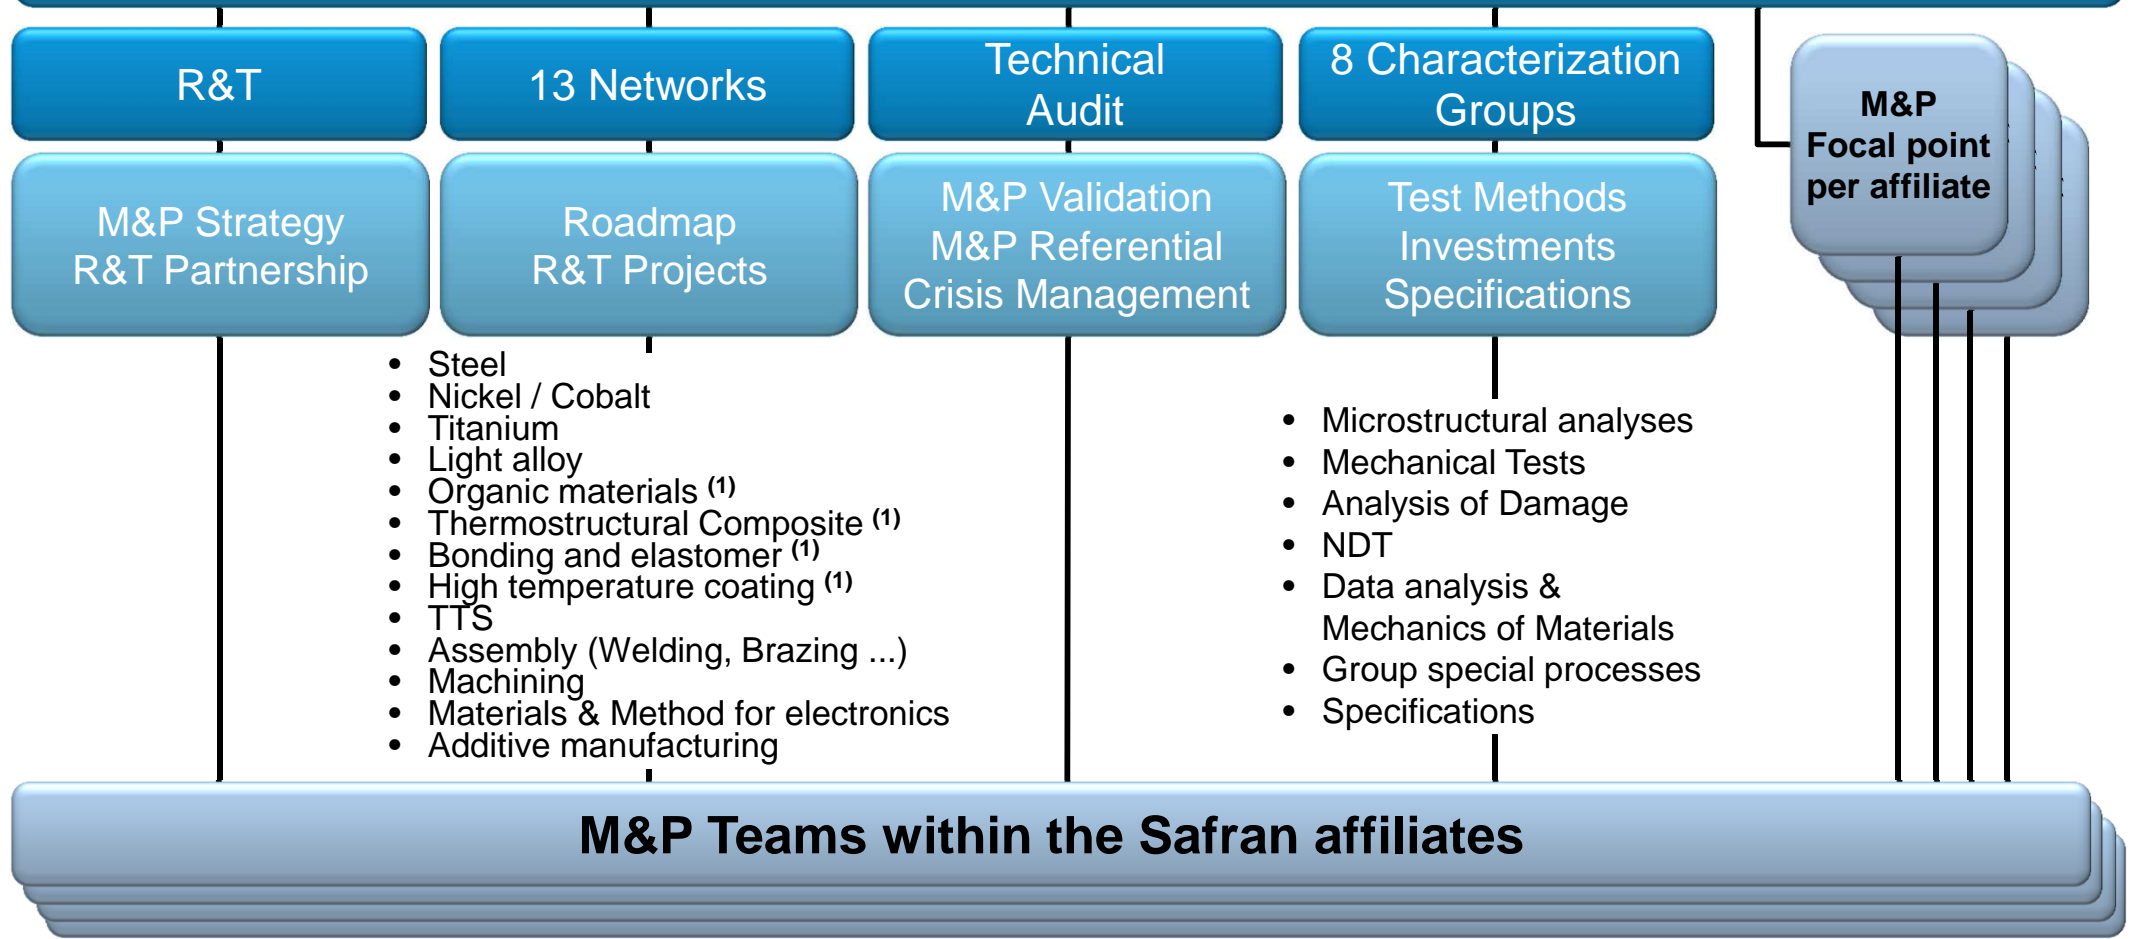 R&T
13 Networks
Technical
Audit
8 Characterization
Groups
M&P
Focal point
per affiliate
M&P Strategy
R&T Partnership
Roadmap
R&T Projects
M&P Validation
M&P Referential
Crisis Management
Test Methods
Investments
Specifications
• Steel
• Nickel / Cobalt
• Titanium
• Light alloy
• Organic materials (1)
• Thermostructural Composite (1)
• Bonding and elastomer (1)
• High temperature coating (1)
• TTS
• Assembly (Welding, Brazing ...)
• Machining
• Materials & Method for electronics
• Additive manufacturing
• Microstructural analyses
• Mechanical Tests
• Analysis of Damage
• NDT
• Data analysis &
Mechanics of Materials
• Group special processes
• Specifications
M&P Teams within the Safran affiliates